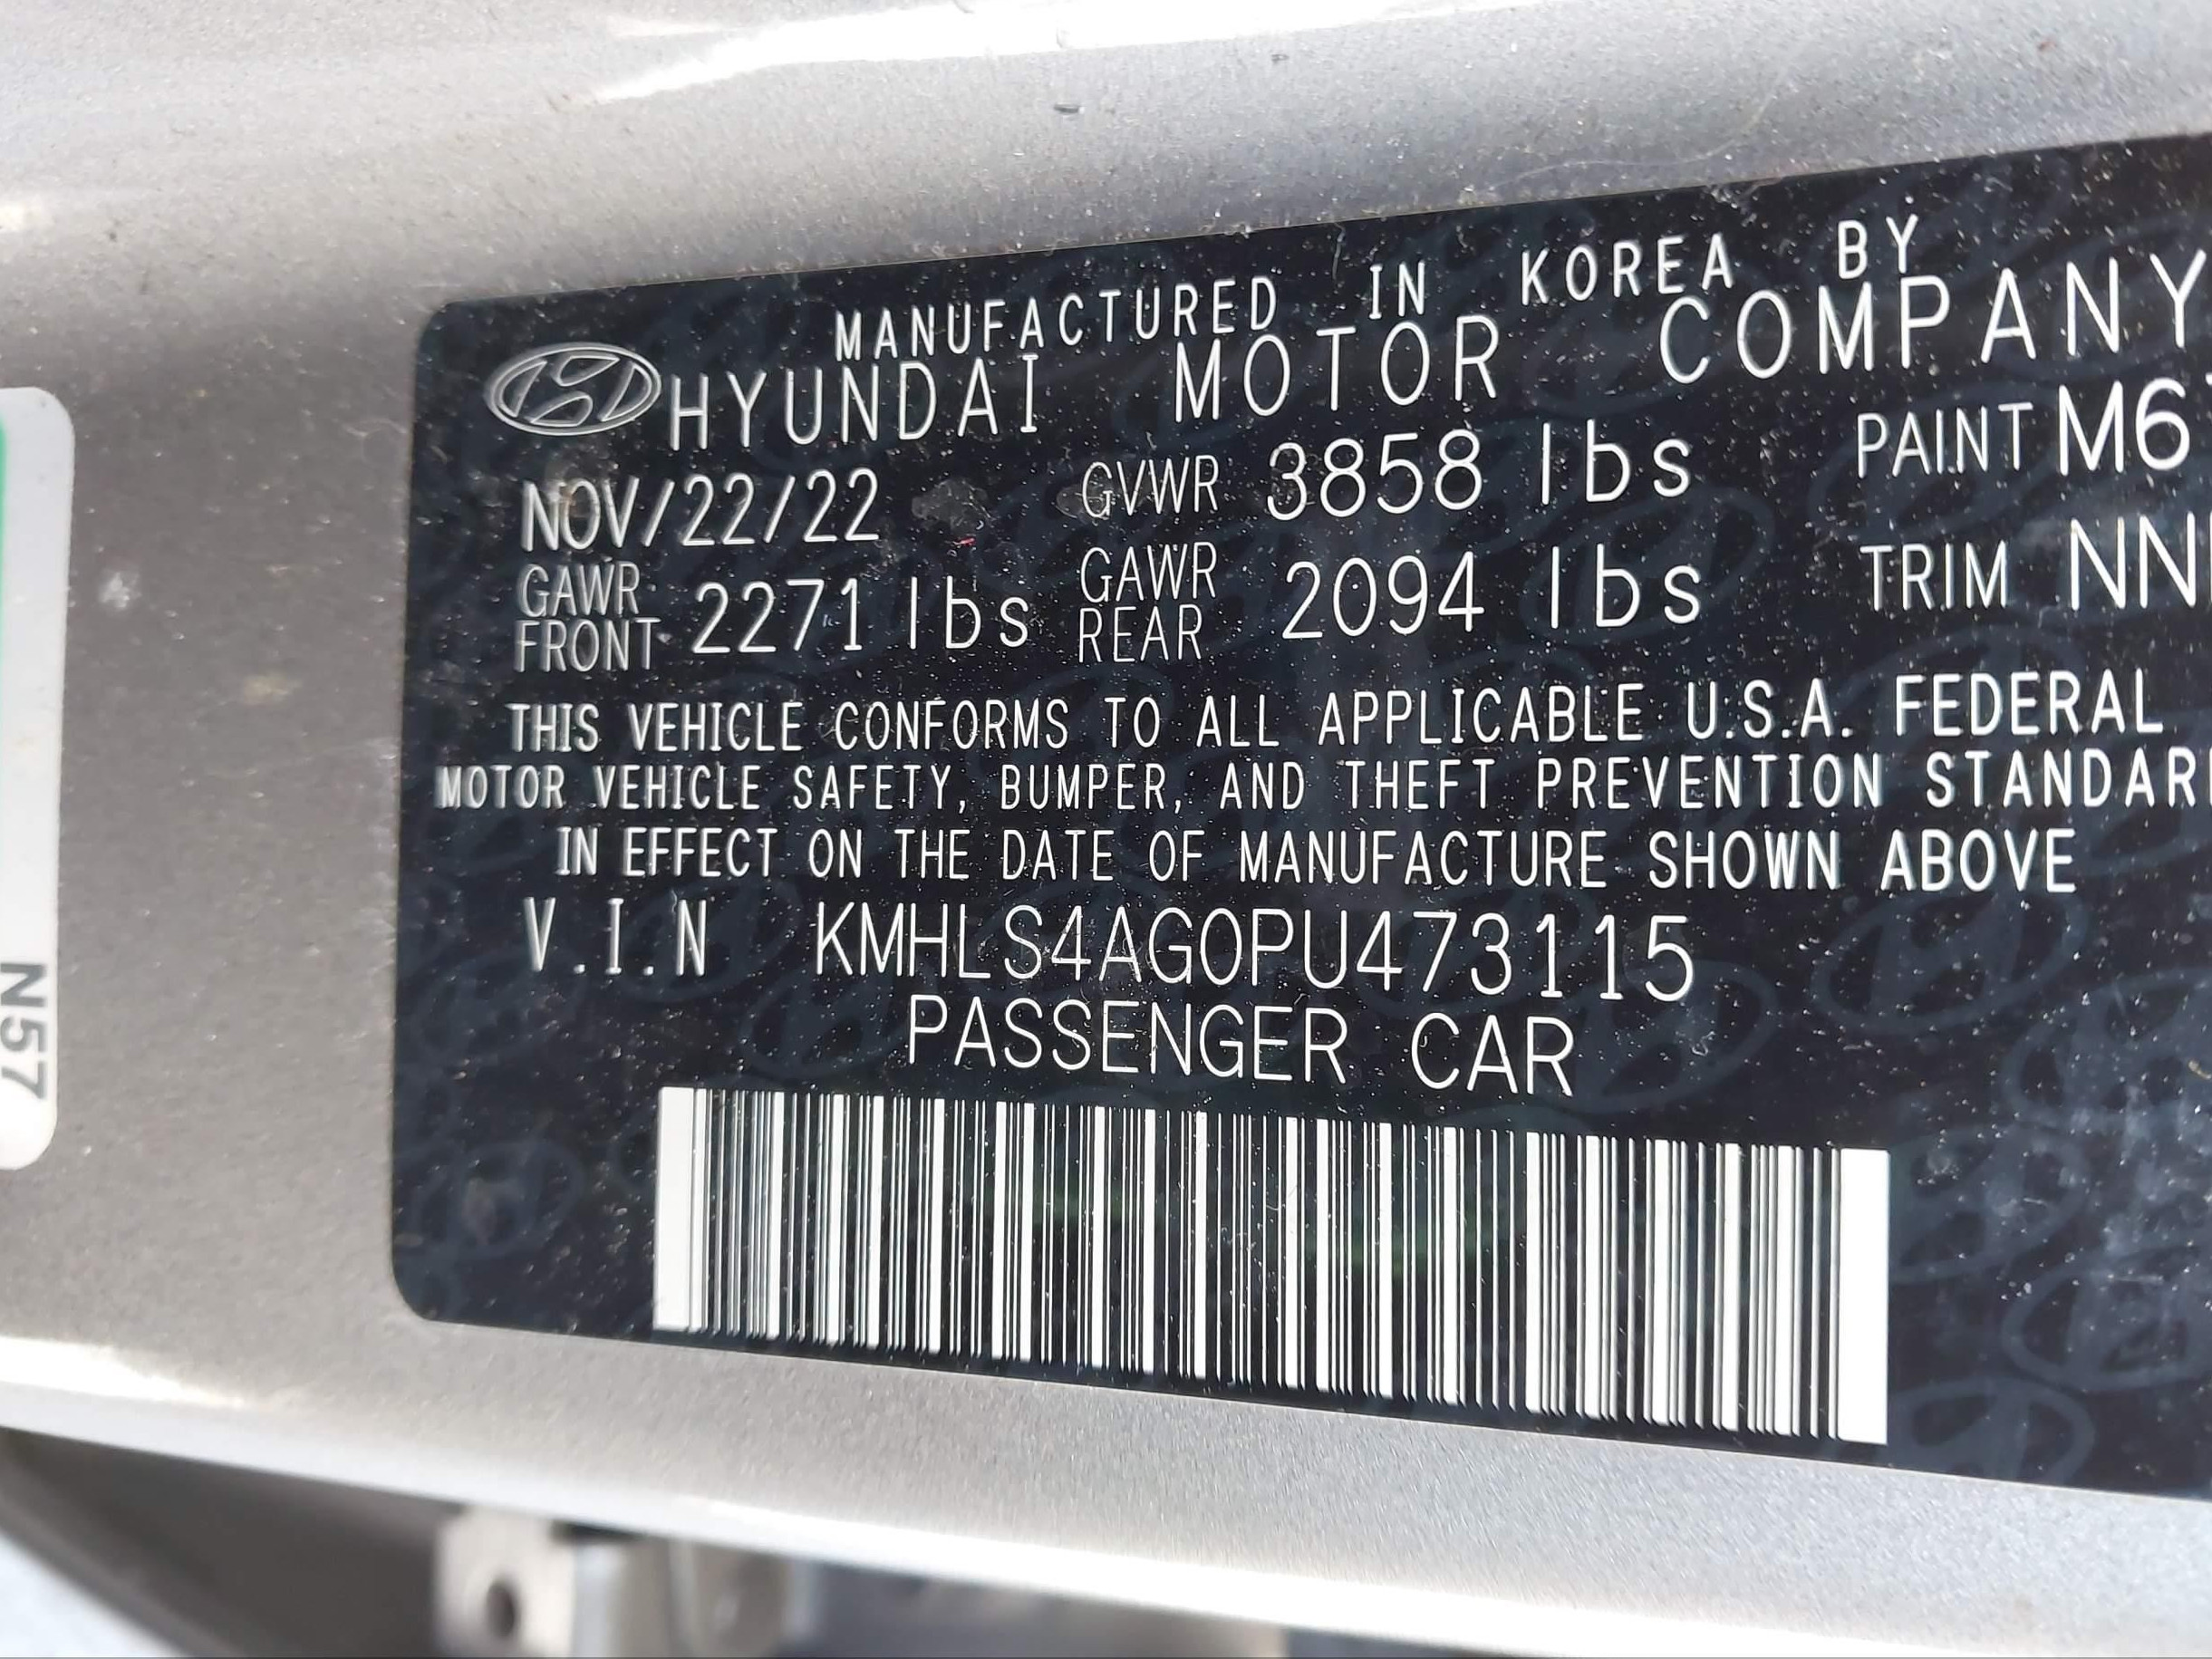 MANUFACTURED IN KOREA BY
HYUNDAI MOTOR COMPANY
NOV/22/22 GVWR 3858 lbs PAINT M6
GAWR FRONT 2271 lbs GAWR REAR 2094 lbs TRIM NN
THIS VEHICLE CONFORMS TO ALL APPLICABLE U.S.A. FEDERAL
MOTOR VEHICLE SAFETY, BUMPER, AND THEFT PREVENTION STANDAR
IN EFFECT ON THE DATE OF MANUFACTURE SHOWN ABOVE
V.I.N KMHLS4AG0PU473115
PASSENGER CAR
N57